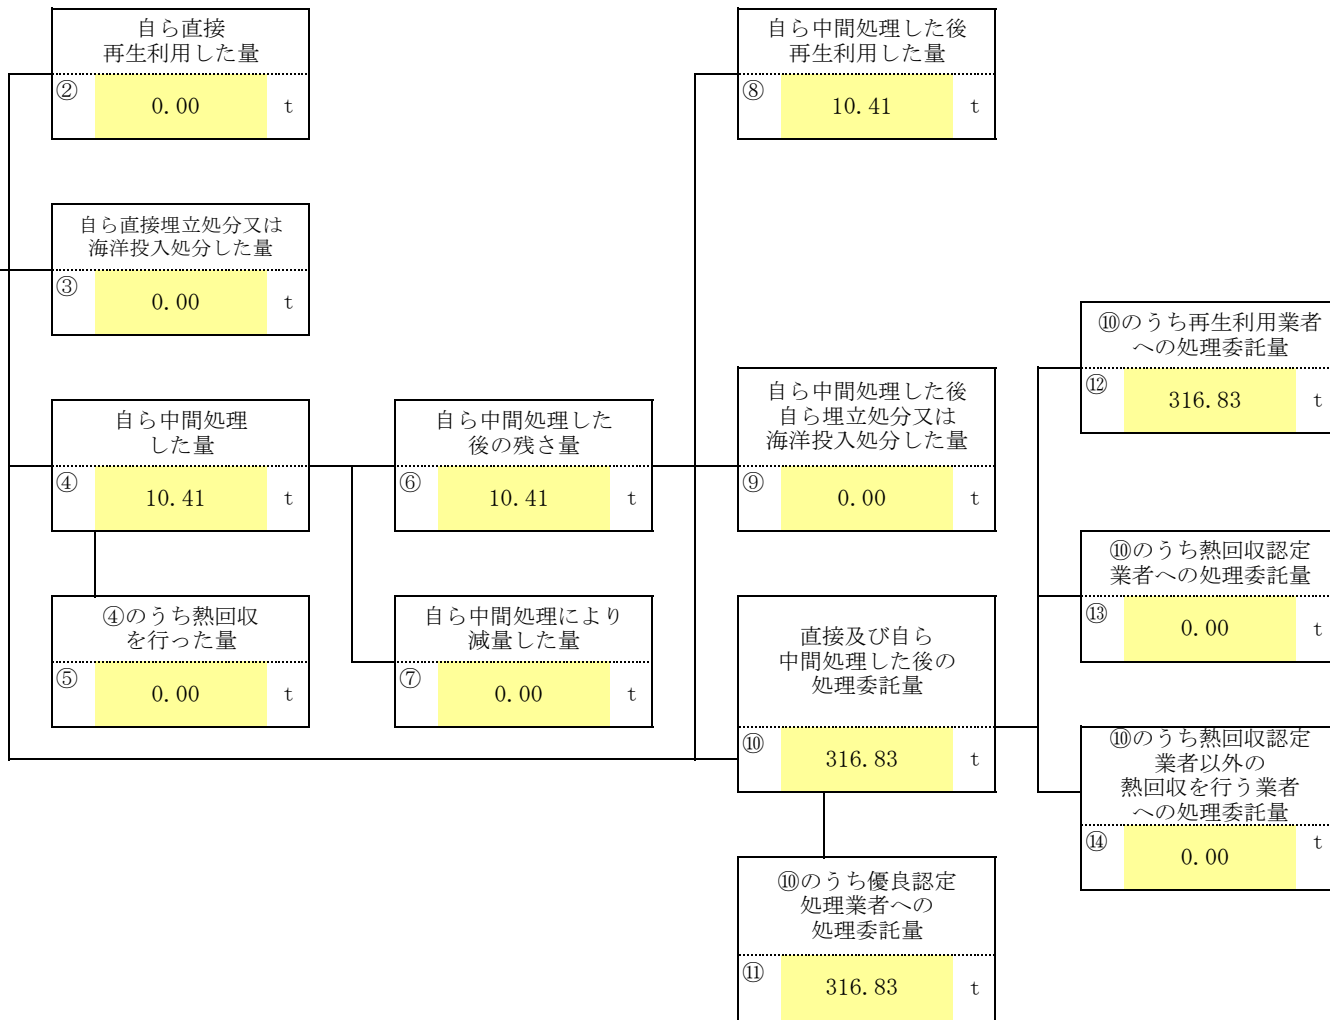 自ら直接
再生利用した量
② 0.00 t
自ら直接埋立処分又は
海洋投入処分した量
③ 0.00 t
自ら中間処理
した量
④ 10.41 t
④のうち熱回収
を行った量
⑤ 0.00 t
自ら中間処理した
後の残さ量
⑥ 10.41 t
自ら中間処理により
減量した量
⑦ 0.00 t
自ら中間処理した後
再生利用した量
⑧ 10.41 t
自ら中間処理した後
自ら埋立処分又は
海洋投入処分した量
⑨ 0.00 t
直接及び自ら
中間処理した後の
処理委託量
⑩ 316.83 t
⑩のうち優良認定
処理業者への
処理委託量
⑪ 316.83 t
⑩のうち再生利用業者
への処理委託量
⑫ 316.83 t
⑩のうち熱回収認定
業者への処理委託量
⑬ 0.00 t
⑩のうち熱回収認定
業者以外の
熱回収を行う業者
への処理委託量
⑭ 0.00 t